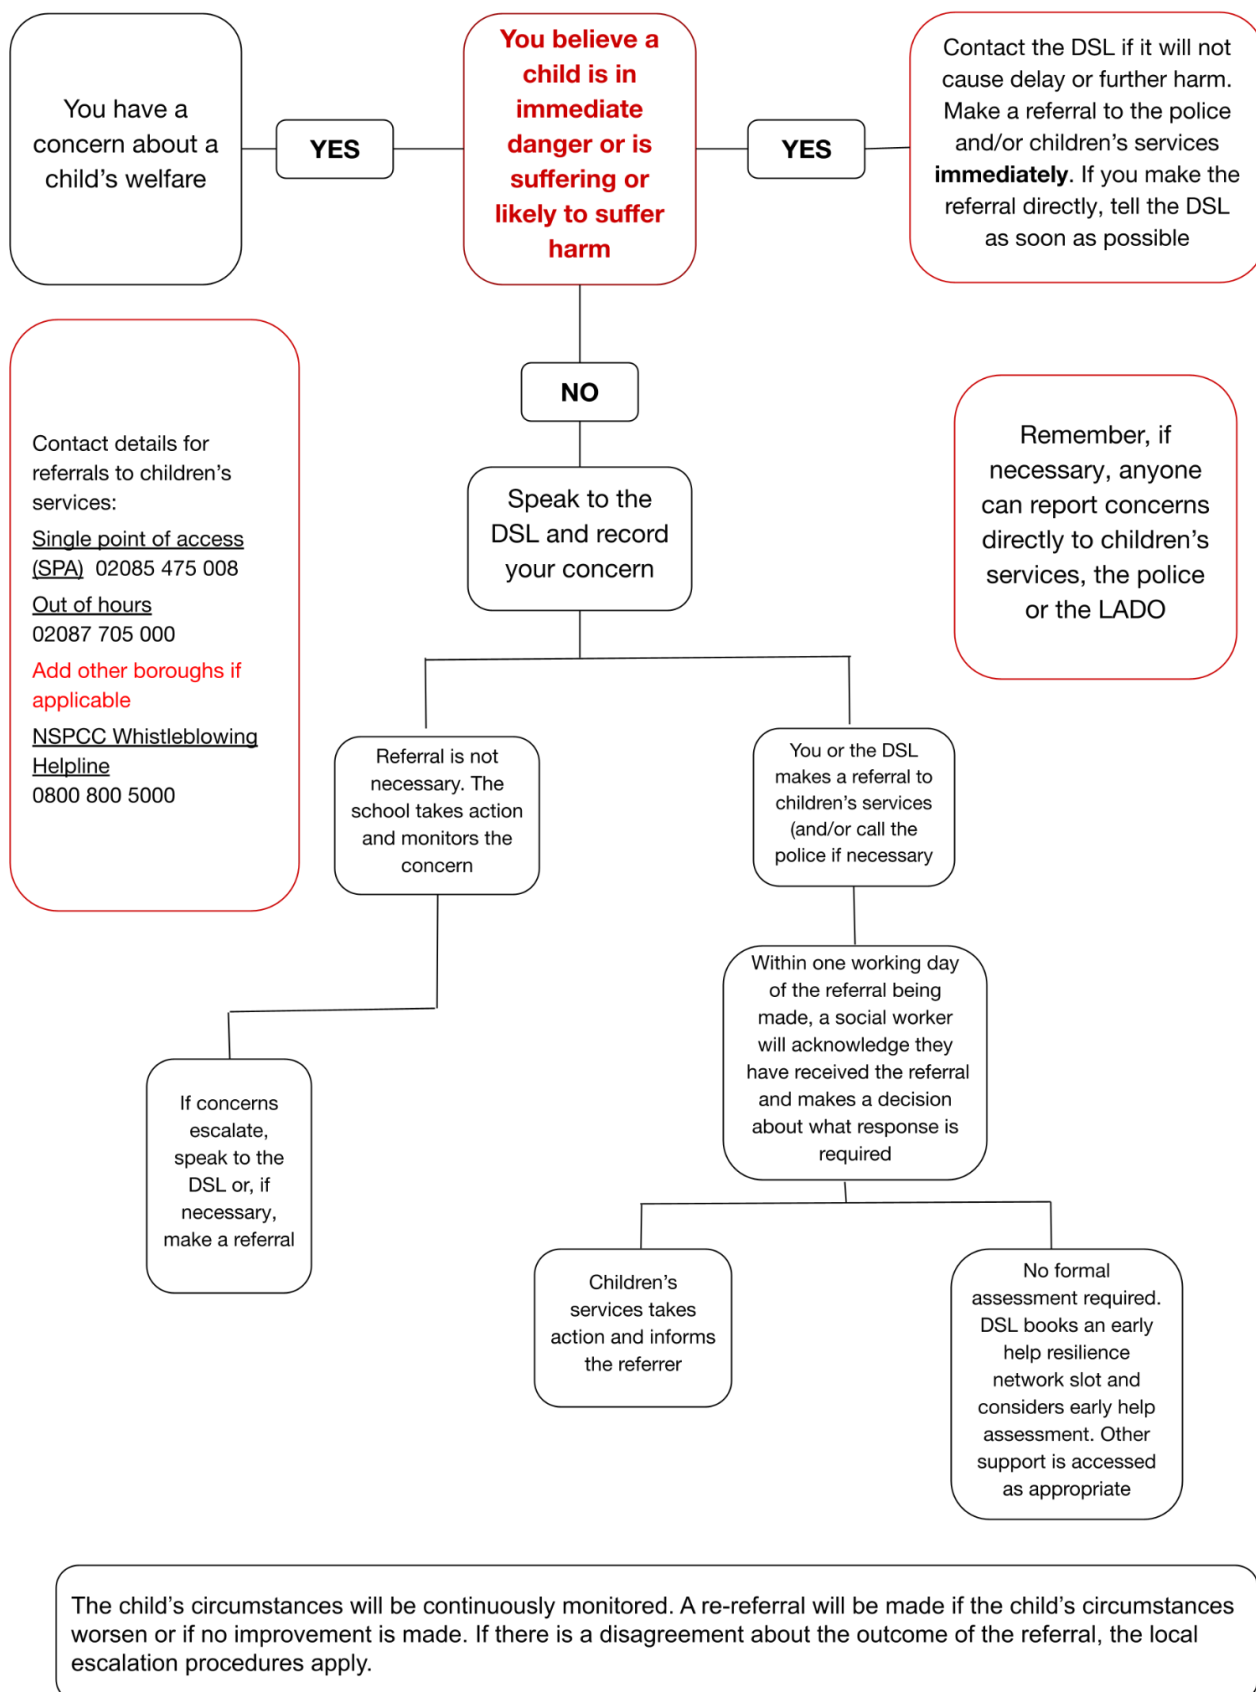 You have a
concern about a
child's welfare
YES
You believe a
child is in
immediate
danger or is
suffering or
likely to suffer
harm
YES
Contact the DSL if it will not
cause delay or further harm.
Make a referral to the police
and/or children's services
immediately. If you make the
referral directly, tell the DSL
as soon as possible
NO
Contact details for
referrals to children's
services:
Single point of access
(SPA) 02085 475 008
Out of hours
02087 705 000
Add other boroughs if
applicable
NSPCC Whistleblowing
Helpline
0800 800 5000
Speak to the
DSL and record
your concern
Remember, if
necessary, anyone
can report concerns
directly to children's
services, the police
or the LADO
Referral is not
necessary. The
school takes action
and monitors the
concern
You or the DSL
makes a referral to
children's services
(and/or call the
police if necessary
Within one working day
of the referral being
made, a social worker
will acknowledge they
have received the referral
and makes a decision
about what response is
required
If concerns
escalate,
speak to the
DSL or, if
necessary,
make a referral
Children's
services takes
action and informs
the referrer
No formal
assessment required.
DSL books an early
help resilience
network slot and
considers early help
assessment. Other
support is accessed
as appropriate
The child's circumstances will be continuously monitored. A re-referral will be made if the child's circumstances
worsen or if no improvement is made. If there is a disagreement about the outcome of the referral, the local
escalation procedures apply.